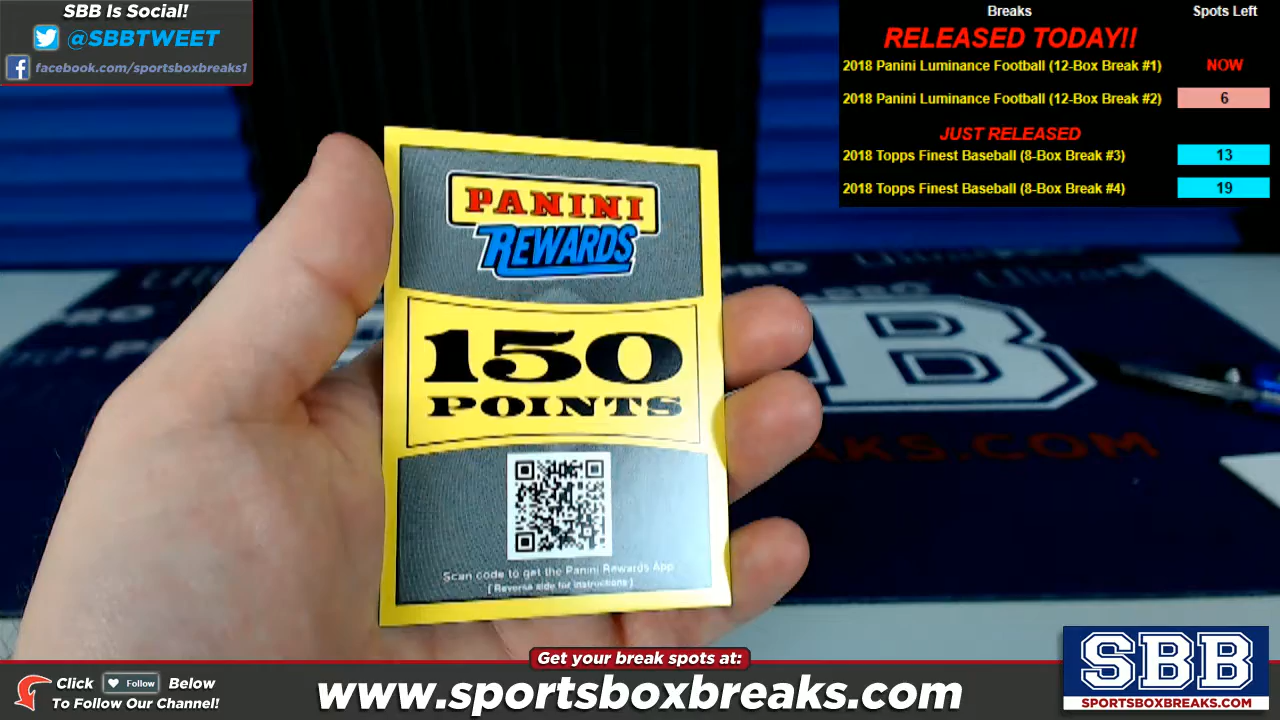 SBB Is Social!
@SBBTWEET
facebook.com/sportsboxbreaks1
Breaks Spots Left
RELEASED TODAY!!
2018 Panini Luminance Football (12-Box Break #1) NOW
2018 Panini Luminance Football (12-Box Break #2) 6
JUST RELEASED
2018 Topps Finest Baseball (8-Box Break #3) 13
2018 Topps Finest Baseball (8-Box Break #4) 19
PANINI
REWARDS
150
POINTS
Scan code to get the Panini Rewards App
[ Reverse side for instructions ]
B
BREAKS.COM
Get your break spots at:
Click Follow Below
To Follow Our Channel!
www.sportsboxbreaks.com
SBB
SPORTSBOXBREAKS.COM